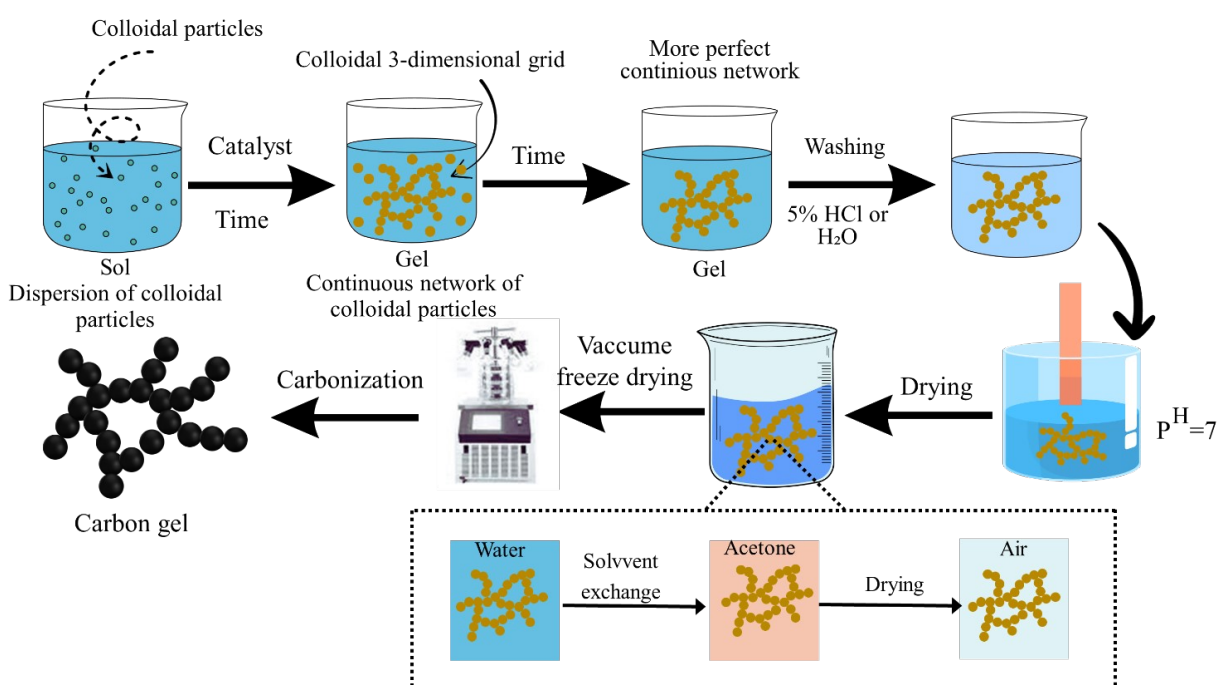 Colloidal particles
Colloidal 3-dimensional grid
More perfect
continious network
Catalyst
Time
Time
Washing
5% HCl or
H₂O
Sol
Dispersion of colloidal
particles
Gel
Continuous network of
colloidal particles
Gel
Carbonization
Vaccume
freeze drying
Drying
P^H=7
Carbon gel
Water
Solvvent
exchange
Acetone
Drying
Air